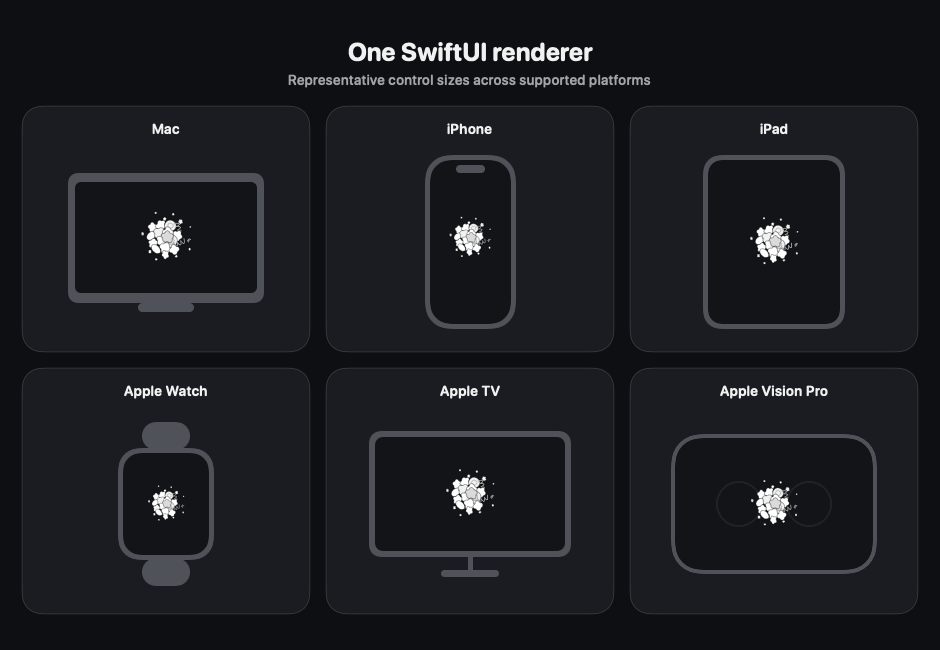 One SwiftUI renderer
Representative control sizes across supported platforms
Mac
iPhone
iPad
Apple Watch
Apple TV
Apple Vision Pro